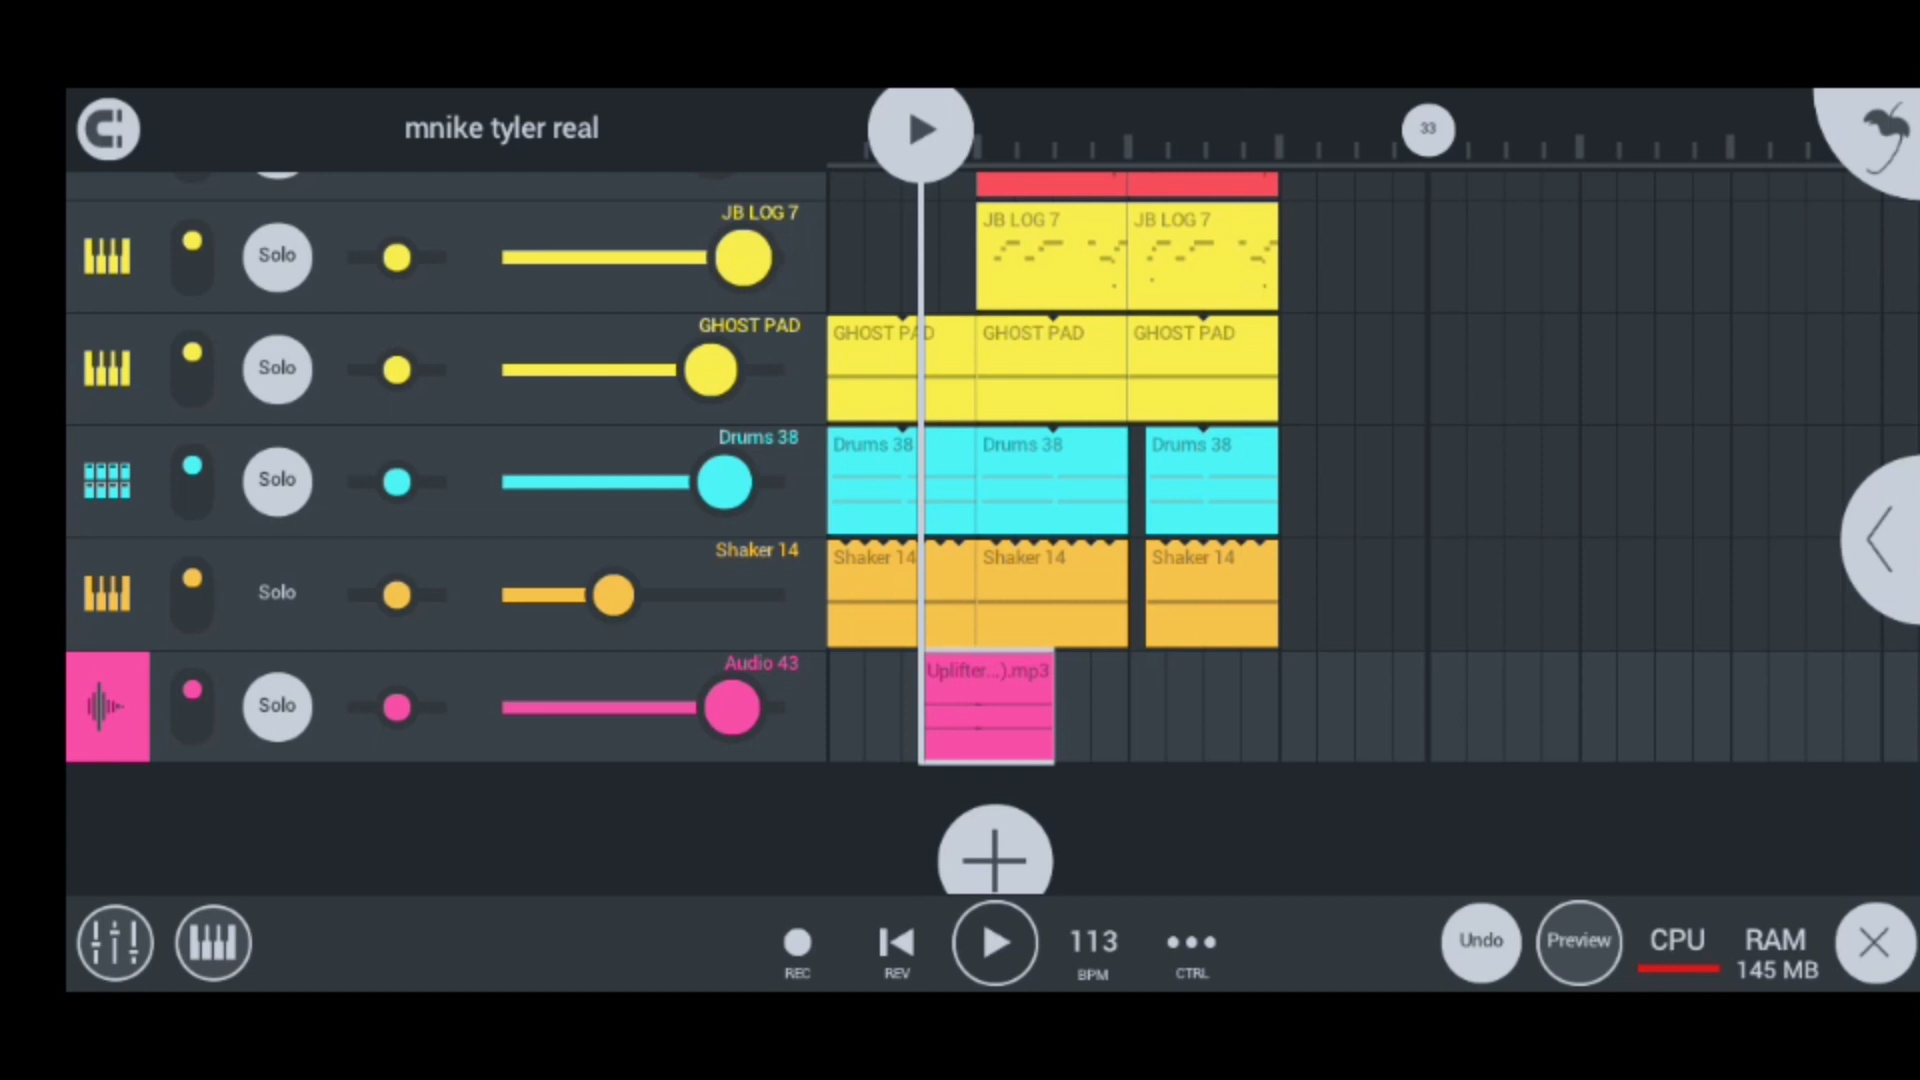 mnike tyler real
33
JB LOG 7
Solo
JB LOG 7 JB LOG 7
GHOST PAD
Solo
GHOST PAD GHOST PAD GHOST PAD
Drums 38
Solo
Drums 38 Drums 38 Drums 38
Shaker 14
Solo
Shaker 14 Shaker 14 Shaker 14
Audio 43
Solo
Uplifter...).mp3
REC
REV
113
BPM
CTRL
Undo
Preview
CPU
RAM
145 MB